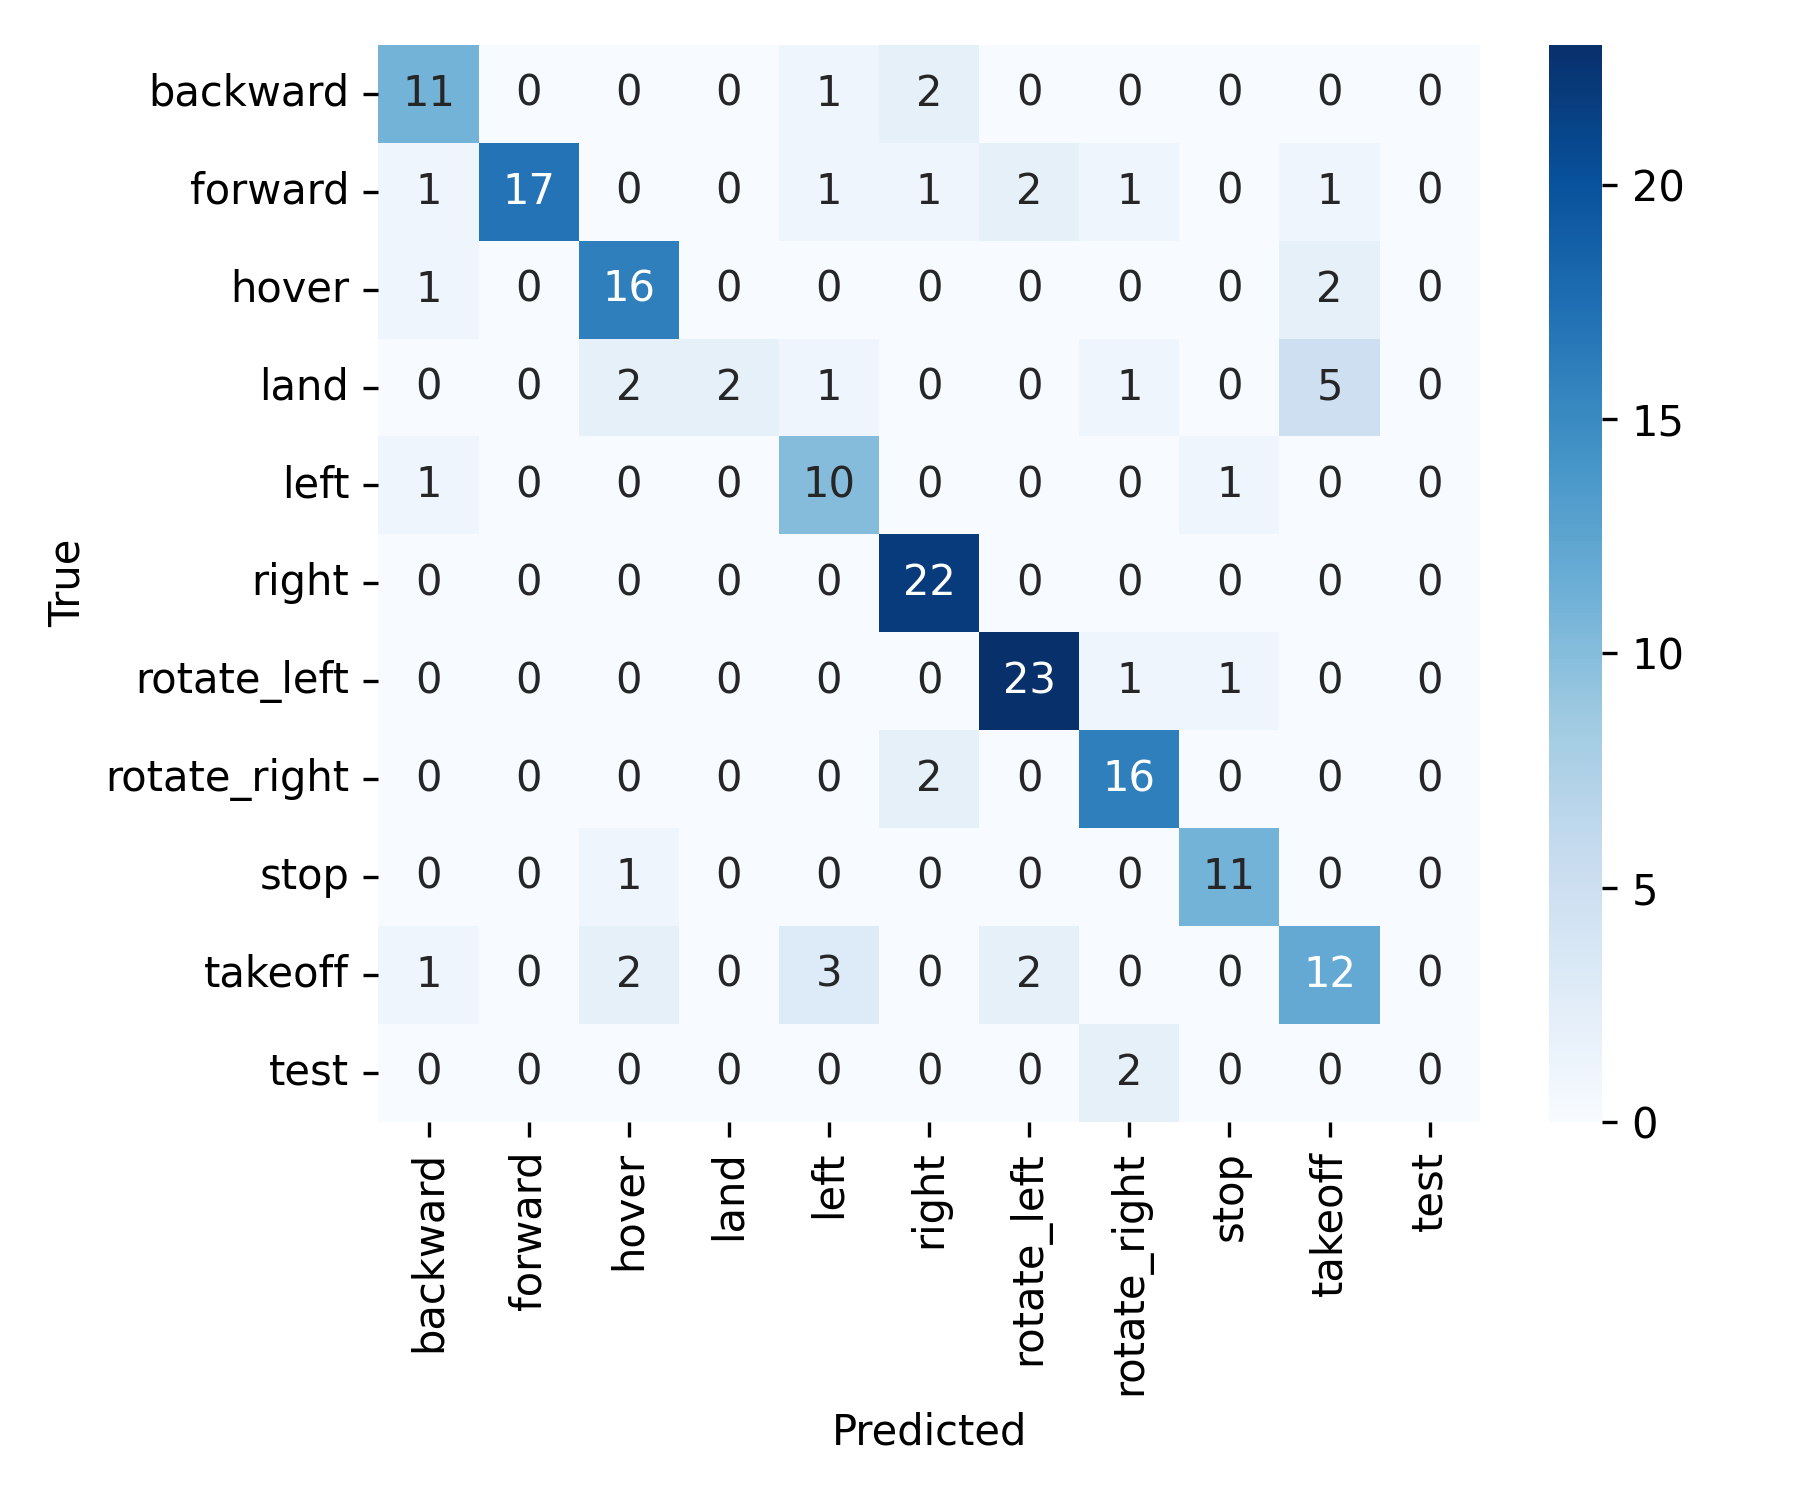 backward 11 0 0 0 1 2 0 0 0 0 0
forward 1 17 0 0 1 1 2 1 0 1 0
hover 1 0 16 0 0 0 0 0 0 2 0
land 0 0 2 2 1 0 0 1 0 5 0
left 1 0 0 0 10 0 0 0 1 0 0
right 0 0 0 0 0 22 0 0 0 0 0
rotate_left 0 0 0 0 0 0 23 1 1 0 0
rotate_right 0 0 0 0 0 2 0 16 0 0 0
stop 0 0 1 0 0 0 0 0 11 0 0
takeoff 1 0 2 0 3 0 2 0 0 12 0
test 0 0 0 0 0 0 0 2 0 0 0
True
backward forward hover land left right rotate_left rotate_right stop takeoff test
Predicted
20
15
10
5
0